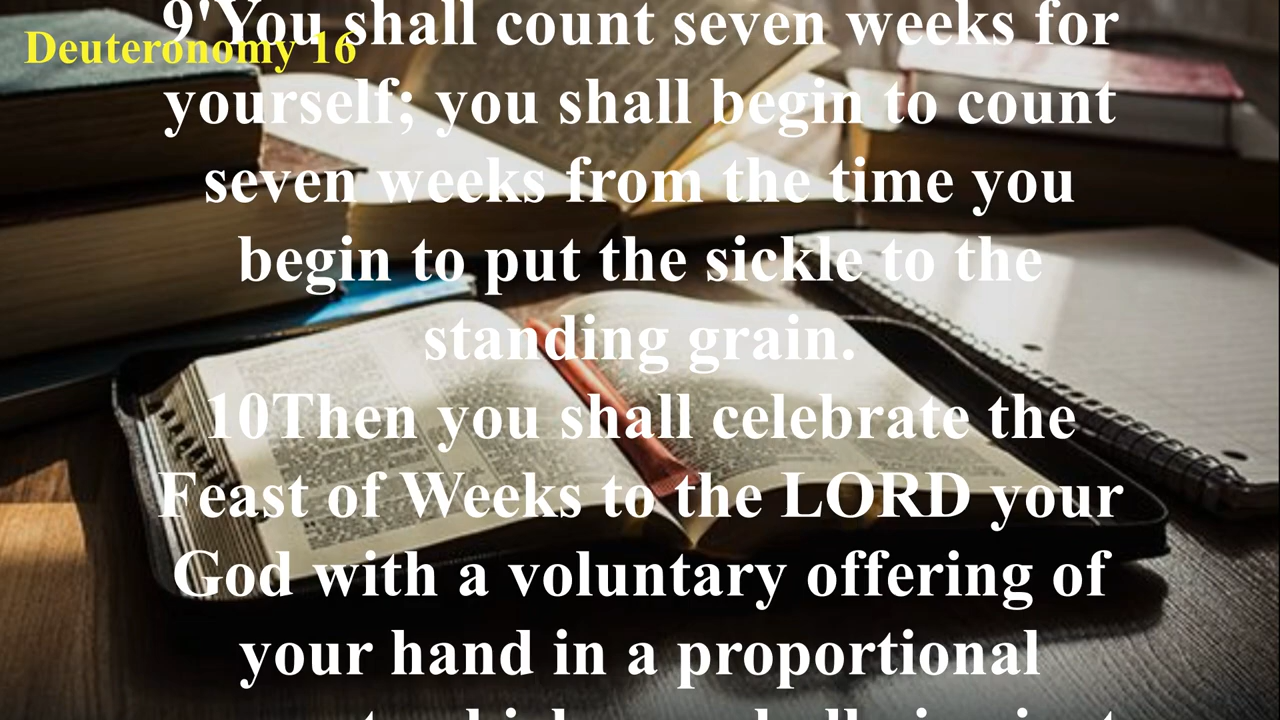 Deuteronomy 16
9'You shall count seven weeks for
yourself; you shall begin to count
seven weeks from the time you
begin to put the sickle to the
standing grain.
10Then you shall celebrate the
Feast of Weeks to the LORD your
God with a voluntary offering of
your hand in a proportional